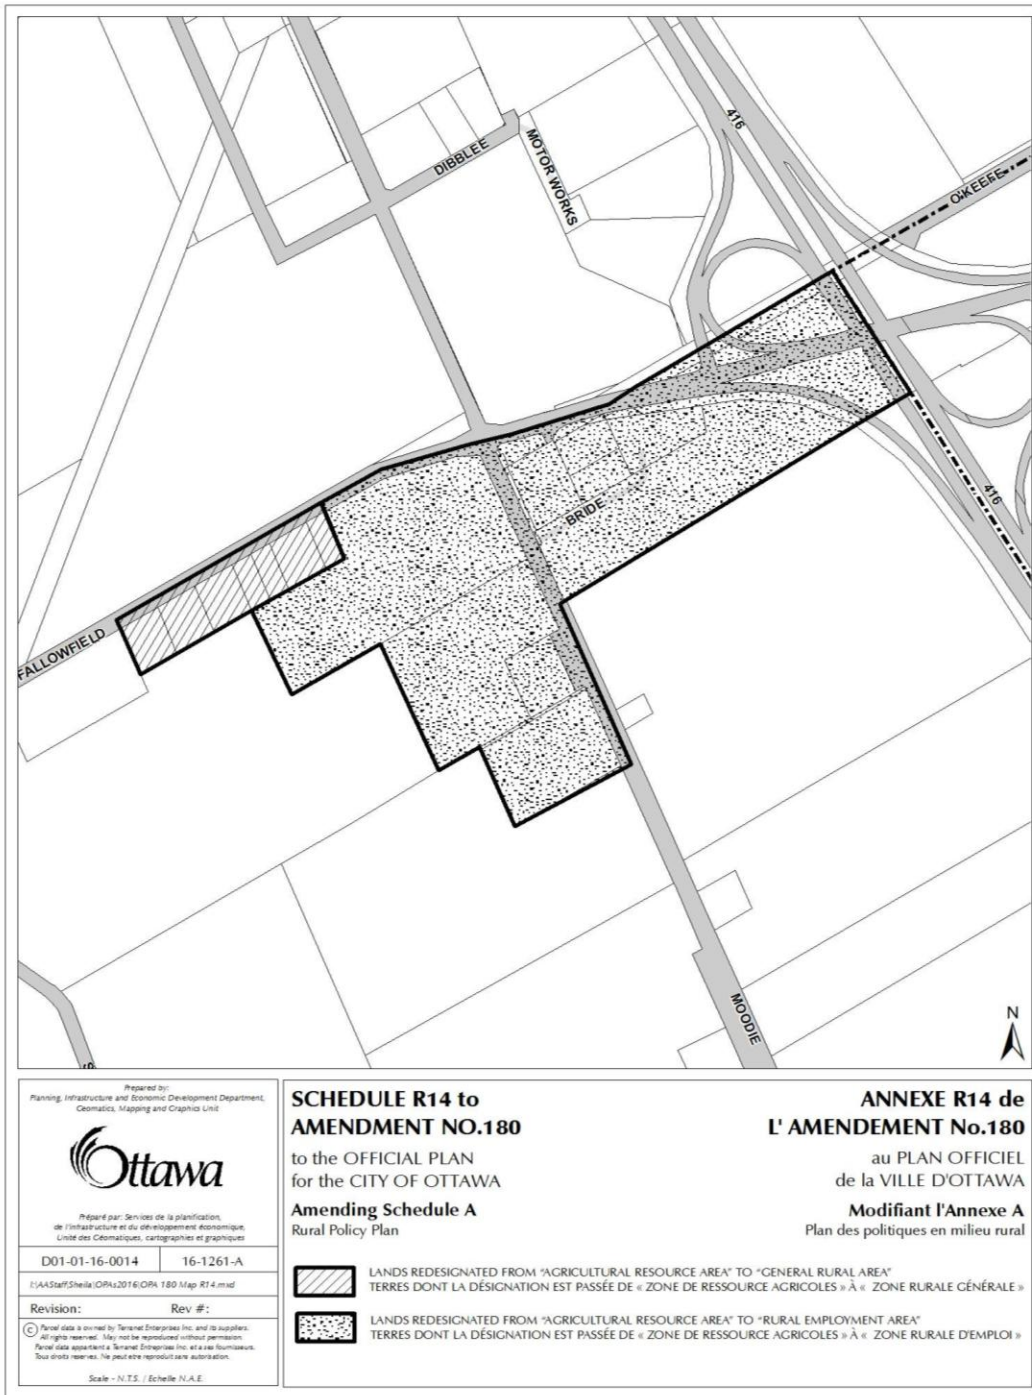 416
DIBBLEE
MOTOR WORKS
O'KEEFE
BRIDE
416
FALLOWFIELD
MOODIE
N
Prepared by:
Planning, Infrastructure and Economic Development Department,
Geomatics, Mapping and Graphics Unit
Ottawa
Préparé par: Services de la planification,
de l'infrastructure et du développement économique,
Unité des Géomatiques, cartographies et graphiques
D01-01-16-0014 16-1261-A
I:\AAStaff\Sheila\OPAs2016\OPA 180 Map R14.mxd
Revision: Rev #:
© Parcel data is owned by Teranet Enterprises Inc. and its suppliers.
All rights reserved. May not be reproduced without permission.
Parcel data appartient à Teranet Enterprises Inc. et à ses fournisseurs.
Tous droits reservés. Ne peut etre reproduit sans autorisation.
Scale - N.T.S. / Echelle N.A.E.
SCHEDULE R14 to
AMENDMENT NO.180
to the OFFICIAL PLAN
for the CITY OF OTTAWA
Amending Schedule A
Rural Policy Plan
ANNEXE R14 de
L' AMENDEMENT No.180
au PLAN OFFICIEL
de la VILLE D'OTTAWA
Modifiant l'Annexe A
Plan des politiques en milieu rural
LANDS REDESIGNATED FROM "AGRICULTURAL RESOURCE AREA" TO "GENERAL RURAL AREA"
TERRES DONT LA DÉSIGNATION EST PASSÉE DE « ZONE DE RESSOURCE AGRICOLES » À « ZONE RURALE GÉNÉRALE »
LANDS REDESIGNATED FROM "AGRICULTURAL RESOURCE AREA" TO "RURAL EMPLOYMENT AREA"
TERRES DONT LA DÉSIGNATION EST PASSÉE DE « ZONE DE RESSOURCE AGRICOLES » À « ZONE RURALE D'EMPLOI »